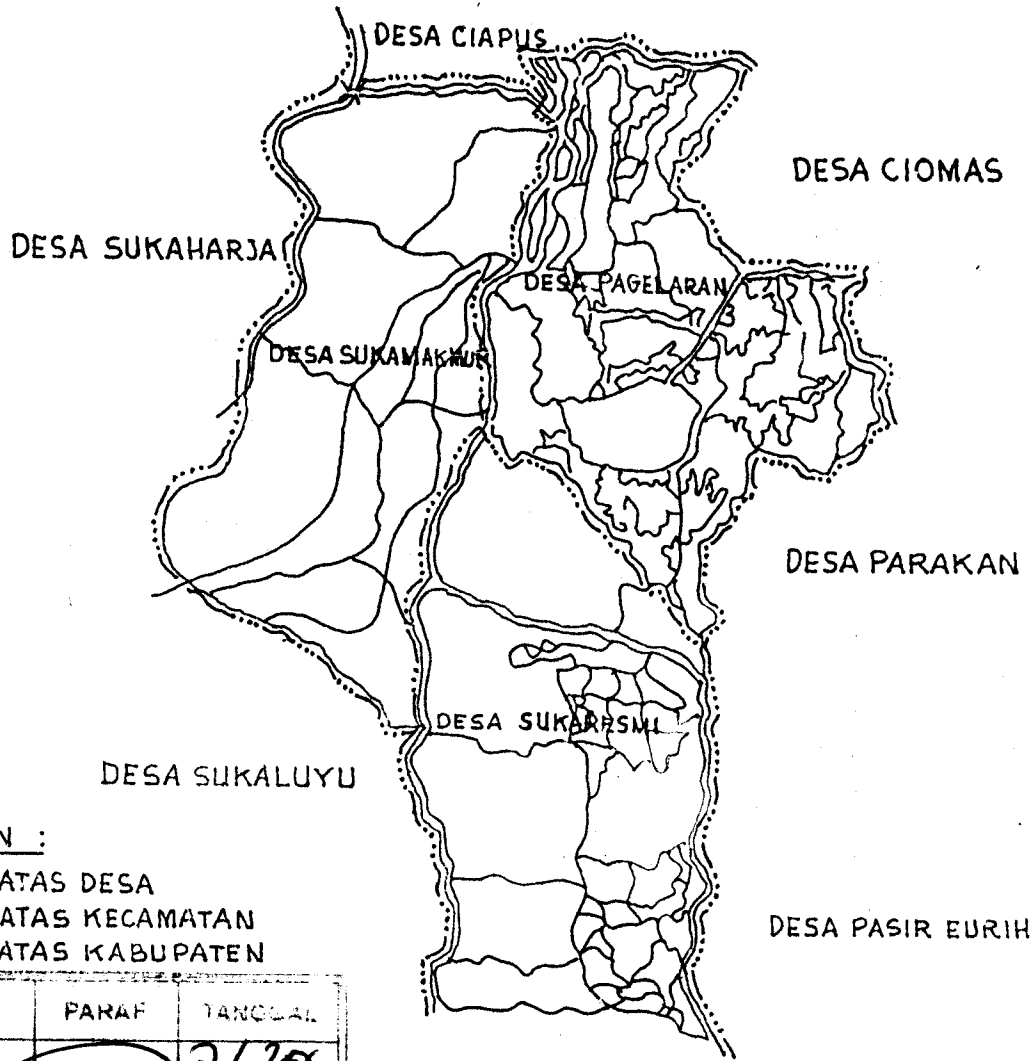 DESA CIAPUS
DESA CIOMAS
DESA SUKAHARJA
DESA PAGELARAN
DESA SUKAMAKMUR
DESA PARAKAN
DESA SUKARESMI
DESA SUKALUYU
N :
ATAS DESA
ATAS KECAMATAN
ATAS KABUPATEN
DESA PASIR EURIH
PARAF TANGGAL